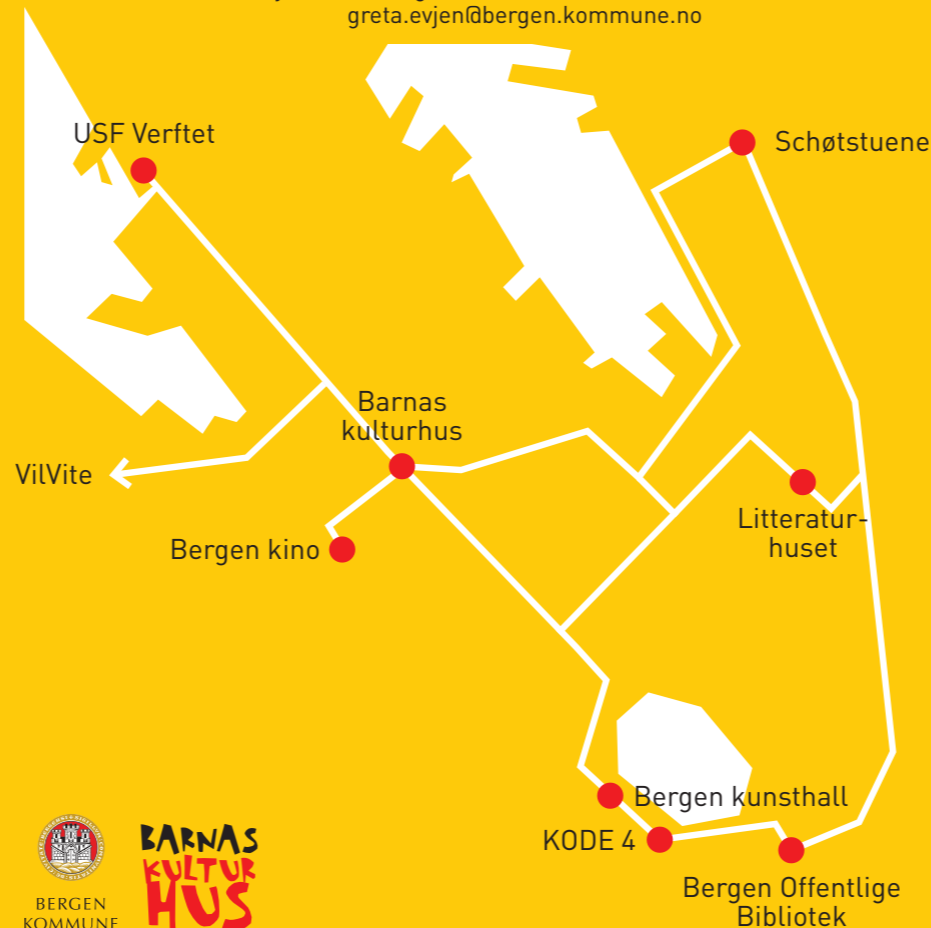 greta.evjen@bergen.kommune.no
USF Verftet
Schøtstuene
Barnas
kulturhus
VilVite
Litteratur-
huset
Bergen kino
Bergen kunsthall
KODE 4
Bergen Offentlige
Bibliotek
BERGEN
KOMMUNE
BARNAS
KULTUR
HUS